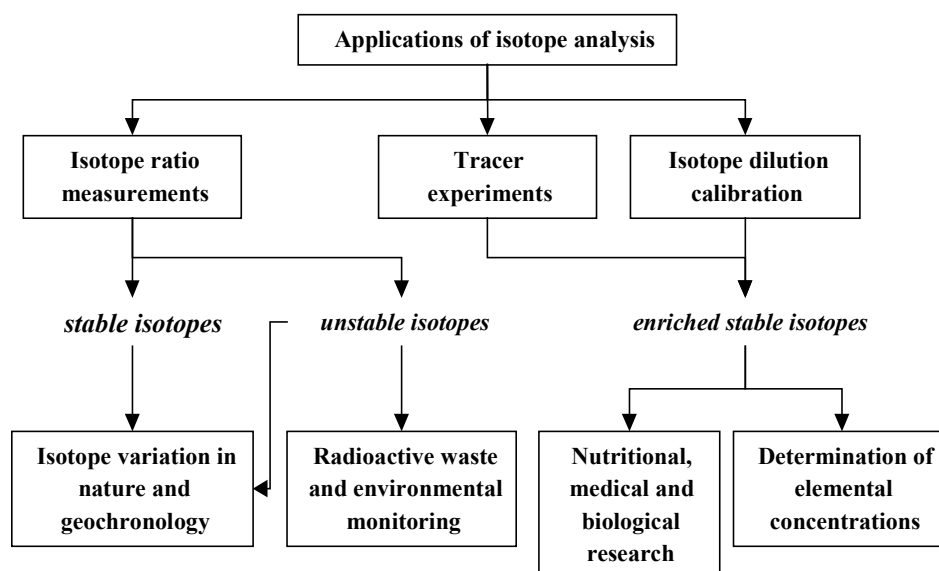 Applications of isotope analysis
Isotope ratio
measurements
Tracer
experiments
Isotope dilution
calibration
stable isotopes
unstable isotopes
enriched stable isotopes
Isotope variation in
nature and
geochronology
Radioactive waste
and environmental
monitoring
Nutritional,
medical and
biological
research
Determination of
elemental
concentrations